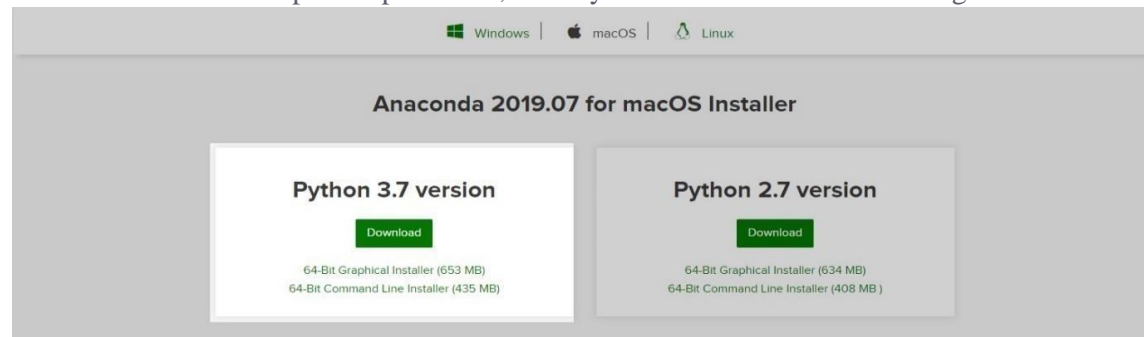 Windows | macOS | Linux
Anaconda 2019.07 for macOS Installer
Python 3.7 version
Download
64-Bit Graphical Installer (653 MB)
64-Bit Command Line Installer (435 MB)
Python 2.7 version
Download
64-Bit Graphical Installer (634 MB)
64-Bit Command Line Installer (408 MB )